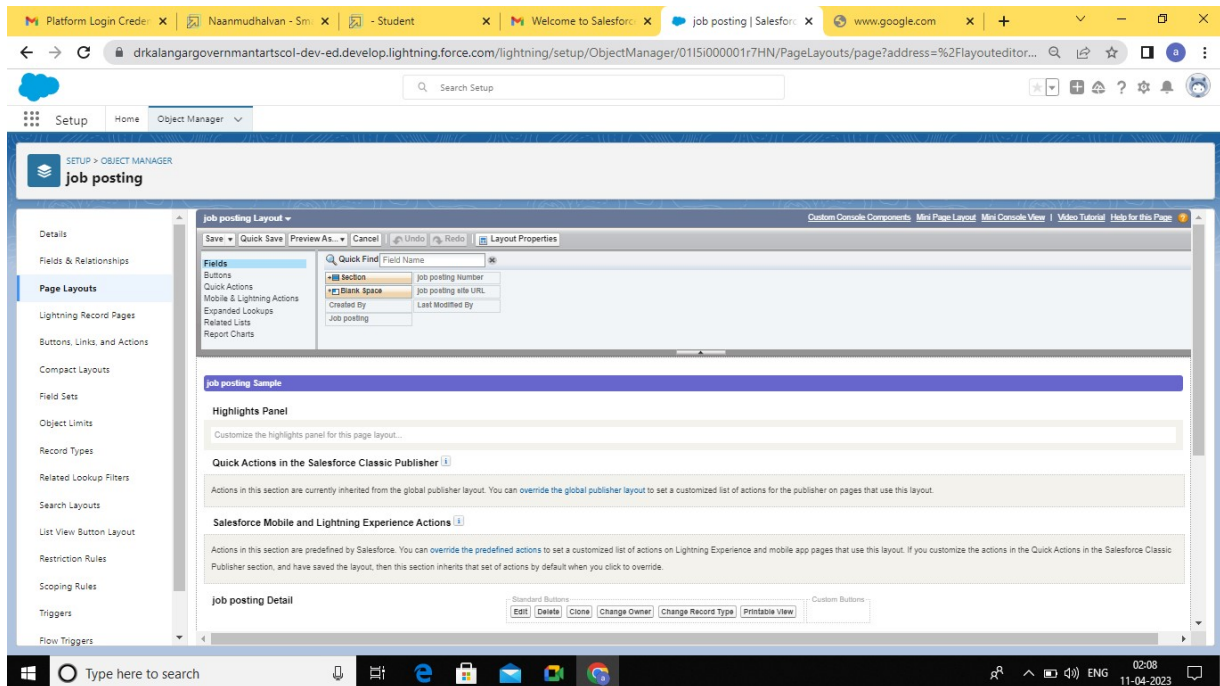 Platform Login Creden
Naanmudhalvan - Sma
- Student
Welcome to Salesforc
job posting | Salesforc
www.google.com
drkalangargovernmantartscol-dev-ed.develop.lightning.force.com/lightning/setup/ObjectManager/01I5i000001r7HN/PageLayouts/page?address=%2Flayouteditor...
a
Search Setup
Setup Home Object Manager
SETUP > OBJECT MANAGER
job posting
Details
Fields & Relationships
Page Layouts
Lightning Record Pages
Buttons, Links, and Actions
Compact Layouts
Field Sets
Object Limits
Record Types
Related Lookup Filters
Search Layouts
List View Button Layout
Restriction Rules
Scoping Rules
Triggers
Flow Triggers
job posting Layout
Custom Console Components Mini Page Layout Mini Console View | Video Tutorial Help for this Page ?
Save Quick Save Preview As... Cancel Undo Redo Layout Properties
Fields
Buttons
Quick Actions
Mobile & Lightning Actions
Expanded Lookups
Related Lists
Report Charts
Quick Find Field Name
Section job posting Number
Blank Space job posting site URL
Created By Last Modified By
Job posting
job posting Sample
Highlights Panel
Customize the highlights panel for this page layout...
Quick Actions in the Salesforce Classic Publisher i
Actions in this section are currently inherited from the global publisher layout. You can override the global publisher layout to set a customized list of actions for the publisher on pages that use this layout.
Salesforce Mobile and Lightning Experience Actions i
Actions in this section are predefined by Salesforce. You can override the predefined actions to set a customized list of actions on Lightning Experience and mobile app pages that use this layout. If you customize the actions in the Quick Actions in the Salesforce Classic
Publisher section, and have saved the layout, then this section inherits that set of actions by default when you click to override.
job posting Detail
Standard Buttons
Edit Delete Clone Change Owner Change Record Type Printable View
Custom Buttons
Type here to search
ENG
02:08
11-04-2023